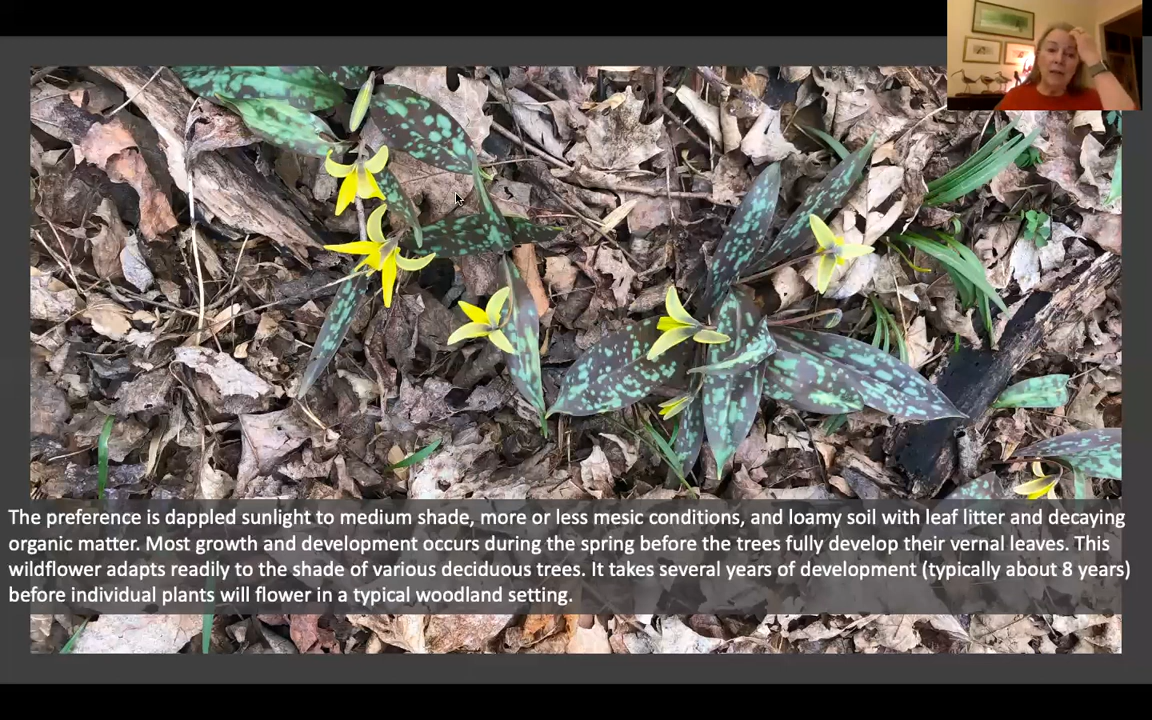 The preference is dappled sunlight to medium shade, more or less mesic conditions, and loamy soil with leaf litter and decaying
organic matter. Most growth and development occurs during the spring before the trees fully develop their vernal leaves. This
wildflower adapts readily to the shade of various deciduous trees. It takes several years of development (typically about 8 years)
before individual plants will flower in a typical woodland setting.